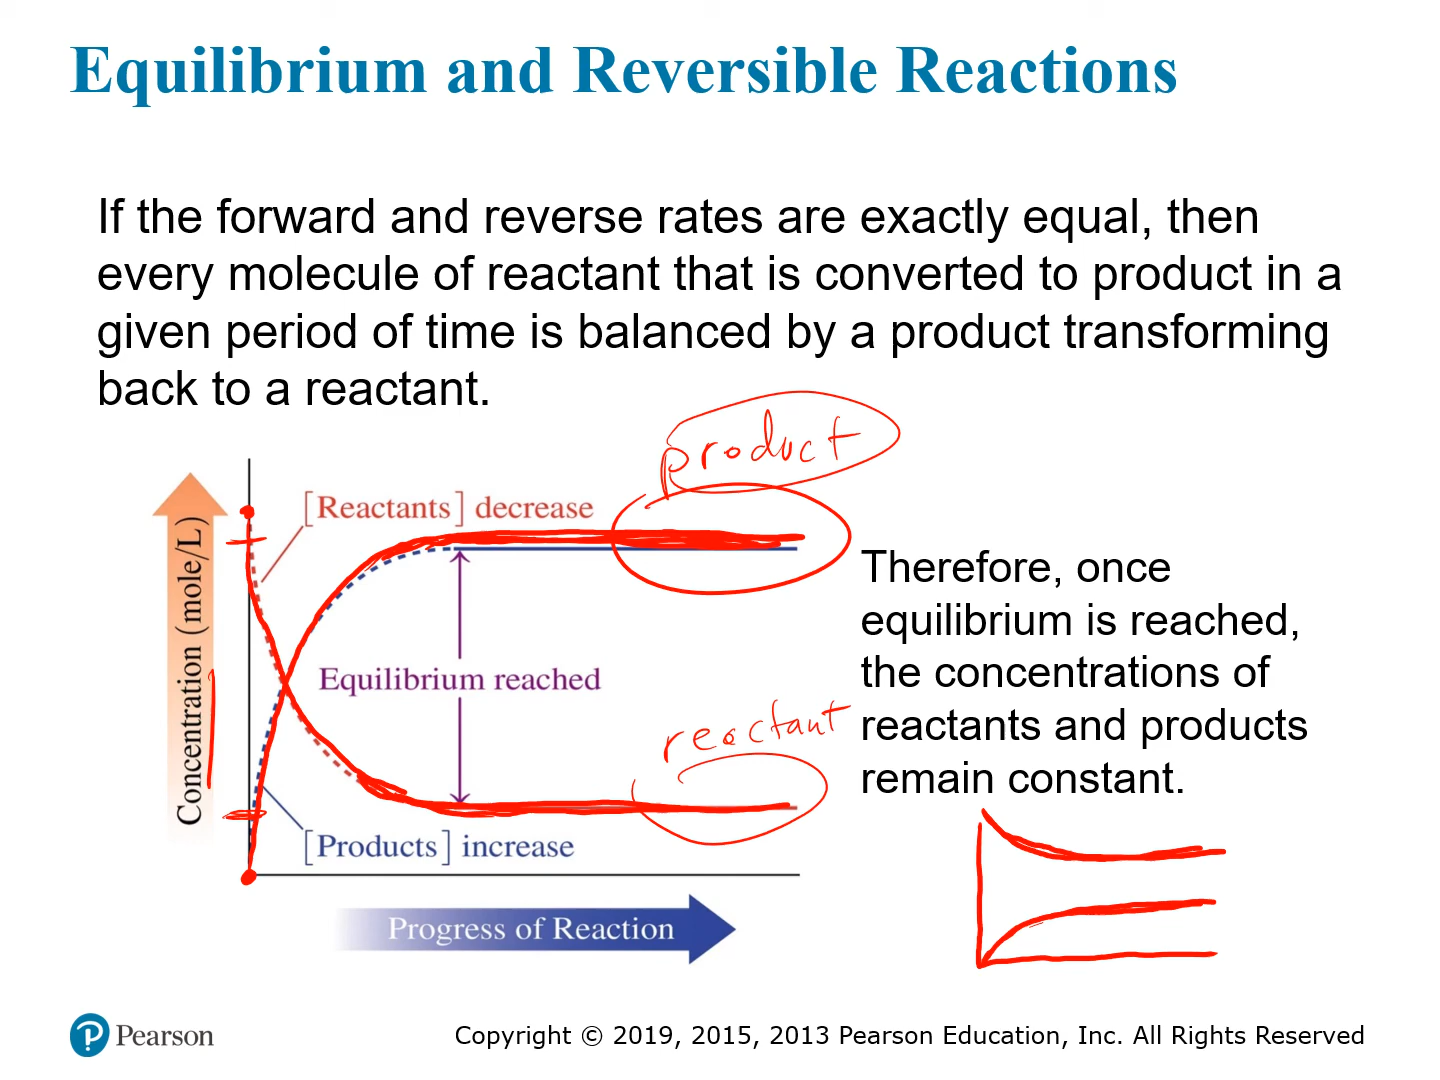 Equilibrium and Reversible Reactions
If the forward and reverse rates are exactly equal, then
every molecule of reactant that is converted to product in a
given period of time is balanced by a product transforming
back to a reactant.
product
[Reactants] decrease
Concentration (mole/L)
Equilibrium reached
reactant
[Products] increase
Progress of Reaction
Therefore, once
equilibrium is reached,
the concentrations of
reactants and products
remain constant.
Pearson
Copyright © 2019, 2015, 2013 Pearson Education, Inc. All Rights Reserved